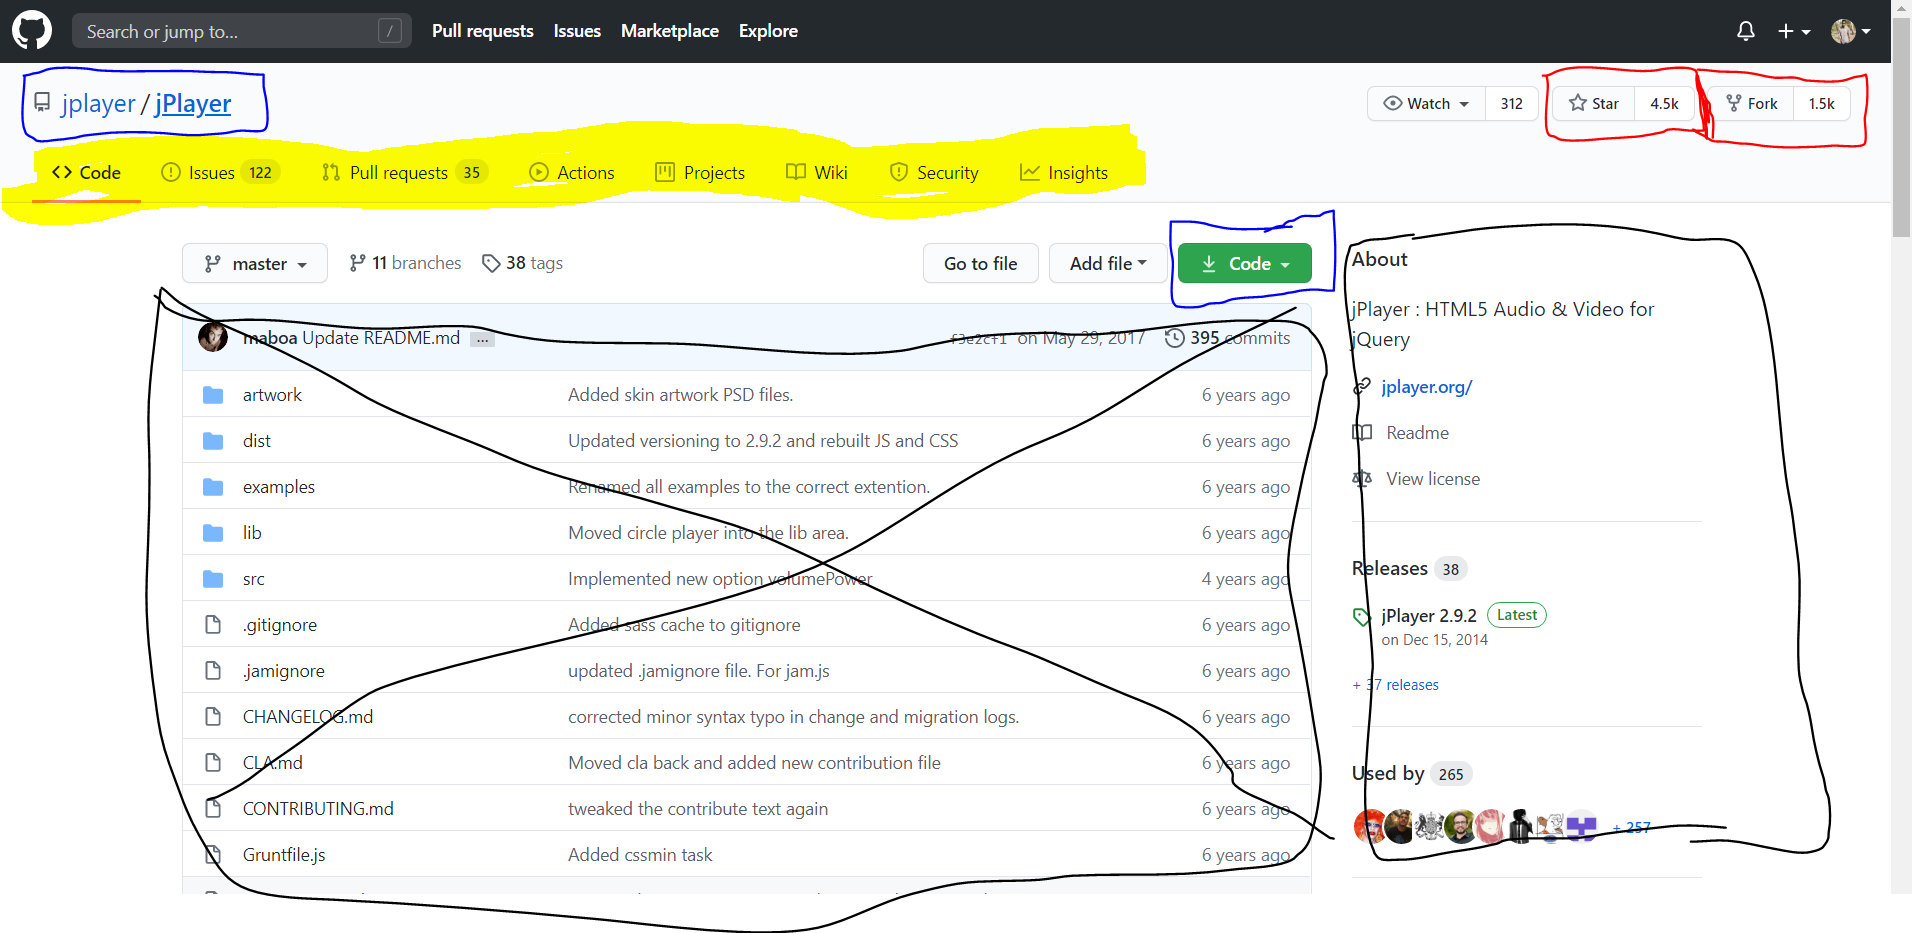 Search or jump to... /
Pull requests Issues Marketplace Explore
jplayer / jPlayer
Watch 312 Star 4.5k Fork 1.5k
Code Issues 122 Pull requests 35 Actions Projects Wiki Security Insights
master 11 branches 38 tags Go to file Add file Code
maboa Update README.md ... f3e2cf1 on May 29, 2017 395 commits
artwork Added skin artwork PSD files. 6 years ago
dist Updated versioning to 2.9.2 and rebuilt JS and CSS 6 years ago
examples Renamed all examples to the correct extention. 6 years ago
lib Moved circle player into the lib area. 6 years ago
src Implemented new option volumePower 4 years ago
.gitignore Added sass cache to gitignore 6 years ago
.jamignore updated .jamignore file. For jam.js 6 years ago
CHANGELOG.md corrected minor syntax typo in change and migration logs. 6 years ago
CLA.md Moved cla back and added new contribution file 6 years ago
CONTRIBUTING.md tweaked the contribute text again 6 years ago
Gruntfile.js Added cssmin task 6 years ago
About
jPlayer : HTML5 Audio & Video for
jQuery
jplayer.org/
Readme
View license
Releases 38
jPlayer 2.9.2 Latest
on Dec 15, 2014
+ 37 releases
Used by 265
+ 257